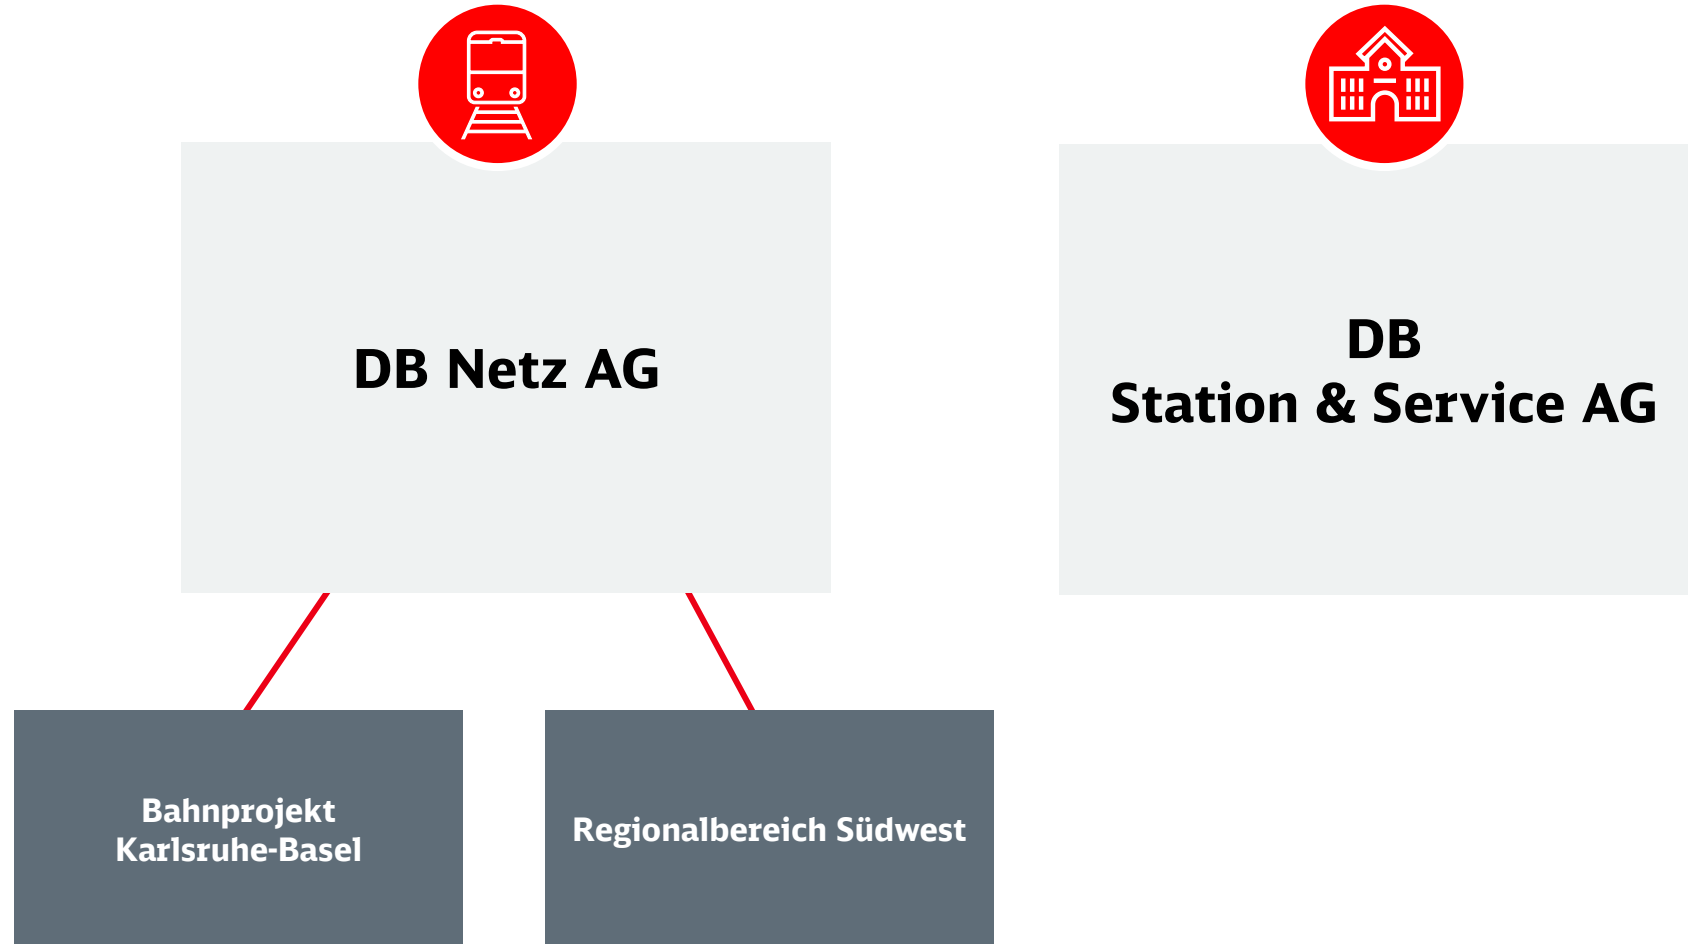 DB Netz AG
DB
Station & Service AG
Bahnprojekt
Karlsruhe-Basel
Regionalbereich Südwest